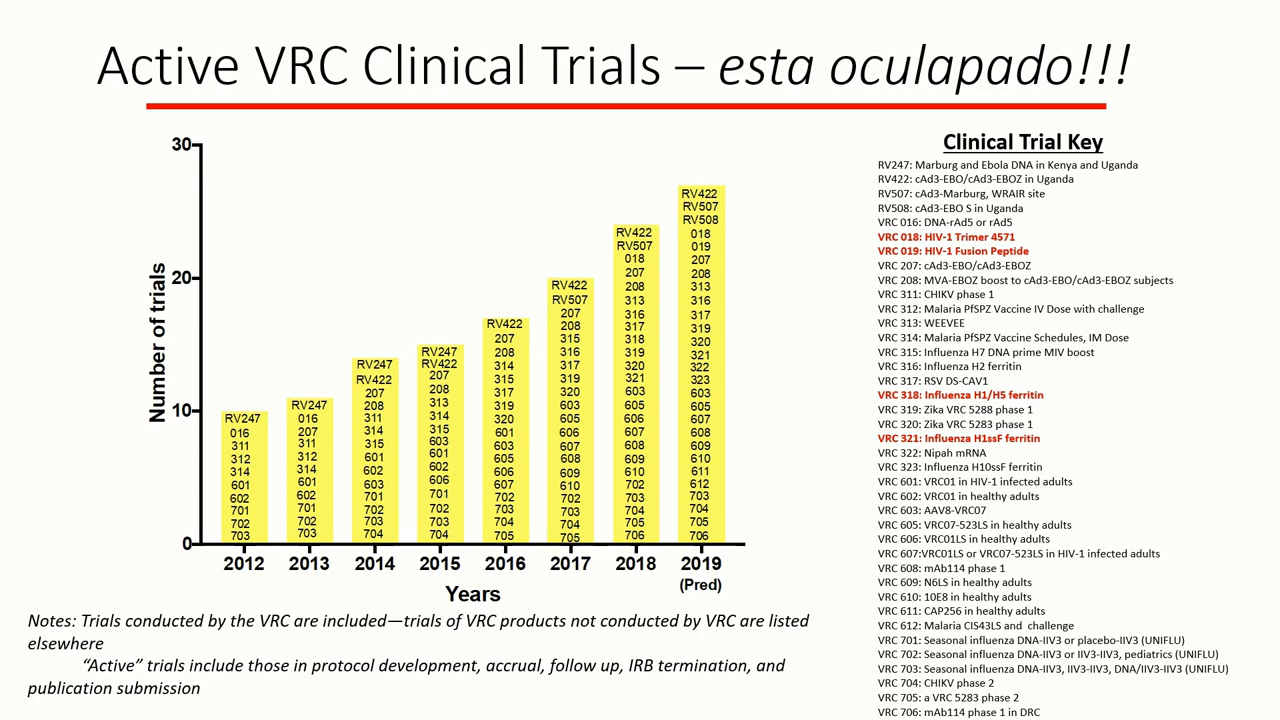 Active VRC Clinical Trials – esta oculapado!!!
30
20
10
0
Number of trials
RV247
016
311
312
314
601
602
701
702
703
RV247
016
207
311
312
314
601
602
701
702
703
RV247
RV422
207
208
311
314
315
601
602
603
701
702
703
704
RV247
RV422
207
208
313
314
315
603
601
602
606
701
702
703
704
RV422
207
208
314
315
317
319
320
601
603
605
606
607
702
703
704
705
RV422
RV507
207
208
315
316
317
319
320
603
605
606
607
608
609
610
702
703
704
705
RV422
RV507
018
207
208
313
316
317
318
319
320
321
603
605
606
607
608
609
610
702
703
704
705
706
RV422
RV507
RV508
018
019
207
208
313
316
317
319
320
321
322
323
603
605
607
608
609
610
611
612
703
704
705
706
2012
2013
2014
2015
2016
2017
2018
2019
(Pred)
Years
Notes: Trials conducted by the VRC are included—trials of VRC products not conducted by VRC are listed
elsewhere
“Active” trials include those in protocol development, accrual, follow up, IRB termination, and
publication submission
Clinical Trial Key
RV247: Marburg and Ebola DNA in Kenya and Uganda
RV422: cAd3-EBO/cAd3-EBOZ in Uganda
RV507: cAd3-Marburg, WRAIR site
RV508: cAd3-EBO S in Uganda
VRC 016: DNA-rAd5 or rAd5
VRC 018: HIV-1 Trimer 4571
VRC 019: HIV-1 Fusion Peptide
VRC 207: cAd3-EBO/cAd3-EBOZ
VRC 208: MVA-EBOZ boost to cAd3-EBO/cAd3-EBOZ subjects
VRC 311: CHIKV phase 1
VRC 312: Malaria PfSPZ Vaccine IV Dose with challenge
VRC 313: WEEVEE
VRC 314: Malaria PfSPZ Vaccine Schedules, IM Dose
VRC 315: Influenza H7 DNA prime MIV boost
VRC 316: Influenza H2 ferritin
VRC 317: RSV DS-CAV1
VRC 318: Influenza H1/H5 ferritin
VRC 319: Zika VRC 5288 phase 1
VRC 320: Zika VRC 5283 phase 1
VRC 321: Influenza H1ssF ferritin
VRC 322: Nipah mRNA
VRC 323: Influenza H10ssF ferritin
VRC 601: VRC01 in HIV-1 infected adults
VRC 602: VRC01 in healthy adults
VRC 603: AAV8-VRC07
VRC 605: VRC07-523LS in healthy adults
VRC 606: VRC01LS in healthy adults
VRC 607:VRC01LS or VRC07-523LS in HIV-1 infected adults
VRC 608: mAb114 phase 1
VRC 609: N6LS in healthy adults
VRC 610: 10E8 in healthy adults
VRC 611: CAP256 in healthy adults
VRC 612: Malaria CIS43LS and challenge
VRC 701: Seasonal influenza DNA-IIV3 or placebo-IIV3 (UNIFLU)
VRC 702: Seasonal influenza DNA-IIV3 or IIV3-IIV3, pediatrics (UNIFLU)
VRC 703: Seasonal influenza DNA-IIV3, IIV3-IIV3, DNA/IIV3-IIV3 (UNIFLU)
VRC 704: CHIKV phase 2
VRC 705: a VRC 5283 phase 2
VRC 706: mAb114 phase 1 in DRC